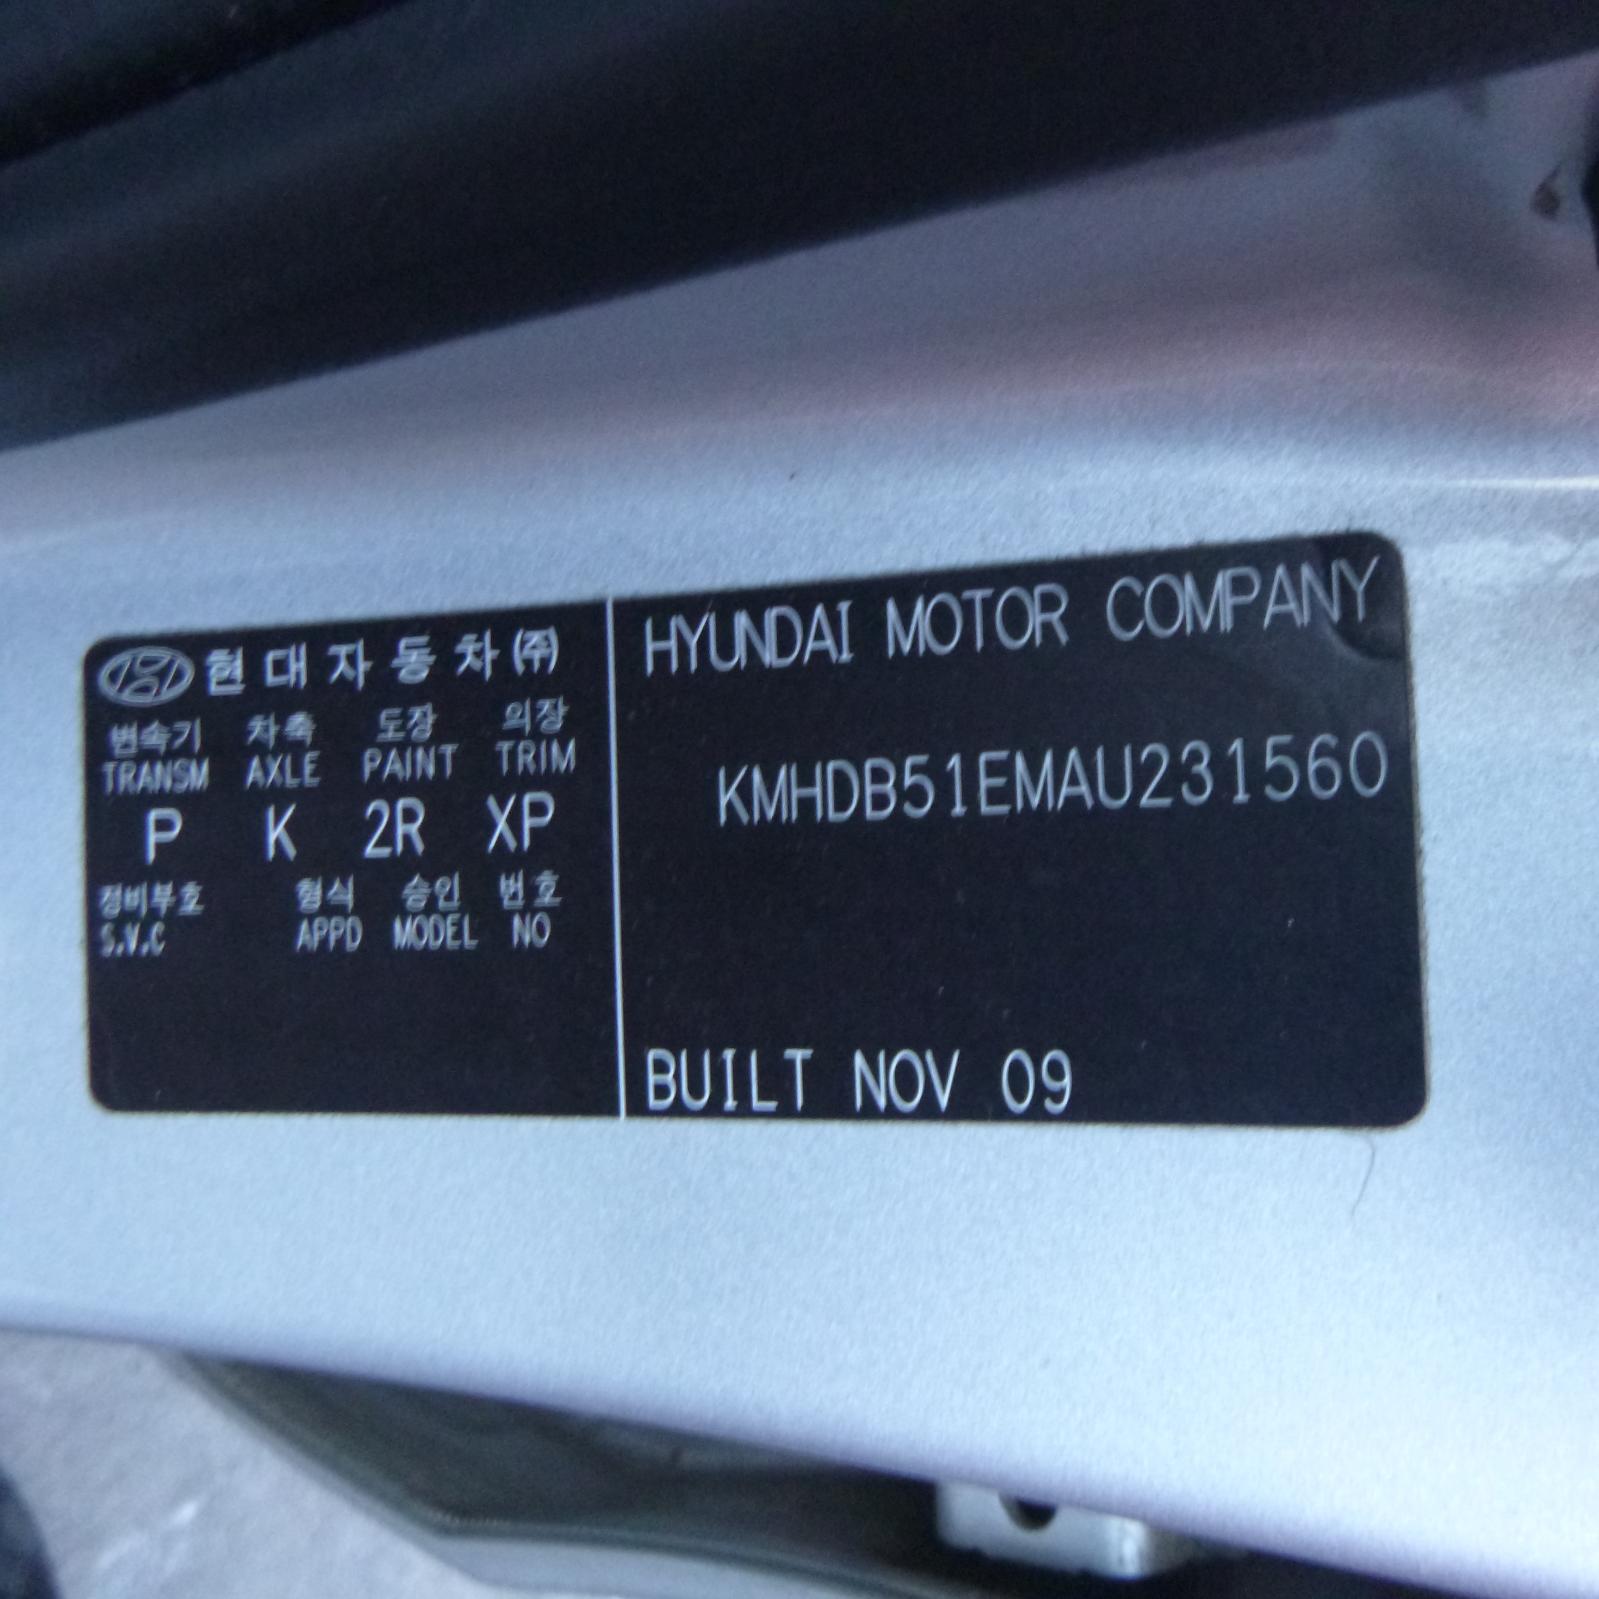 현대자동차㈜
변속기 차축 도장 의장
TRANSM AXLE PAINT TRIM
P K 2R XP
정비부호 형식 승인 번호
S.V.C APPD MODEL NO
HYUNDAI MOTOR COMPANY
KMHDB51EMAU231560
BUILT NOV 09